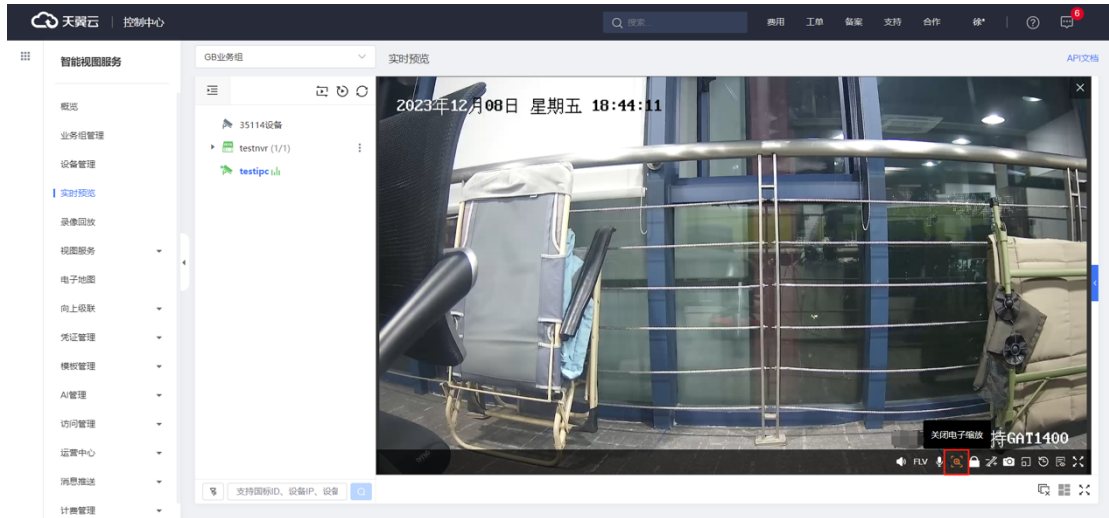 天翼云 控制中心 搜索... 费用 工单 备案 支持 合作 徐* 6
智能视图服务 GB业务组 实时预览 API文档
概览
业务组管理
设备管理
实时预览
录像回放
视图服务
电子地图
向上级联
凭证管理
模板管理
AI管理
访问管理
运营中心
消息推送
计费管理
35114设备
testnvr (1/1)
testipc
2023年12月08日 星期五 18:44:11
关闭电子缩放
持GAT1400
FLV
支持国标ID、设备IP、设备